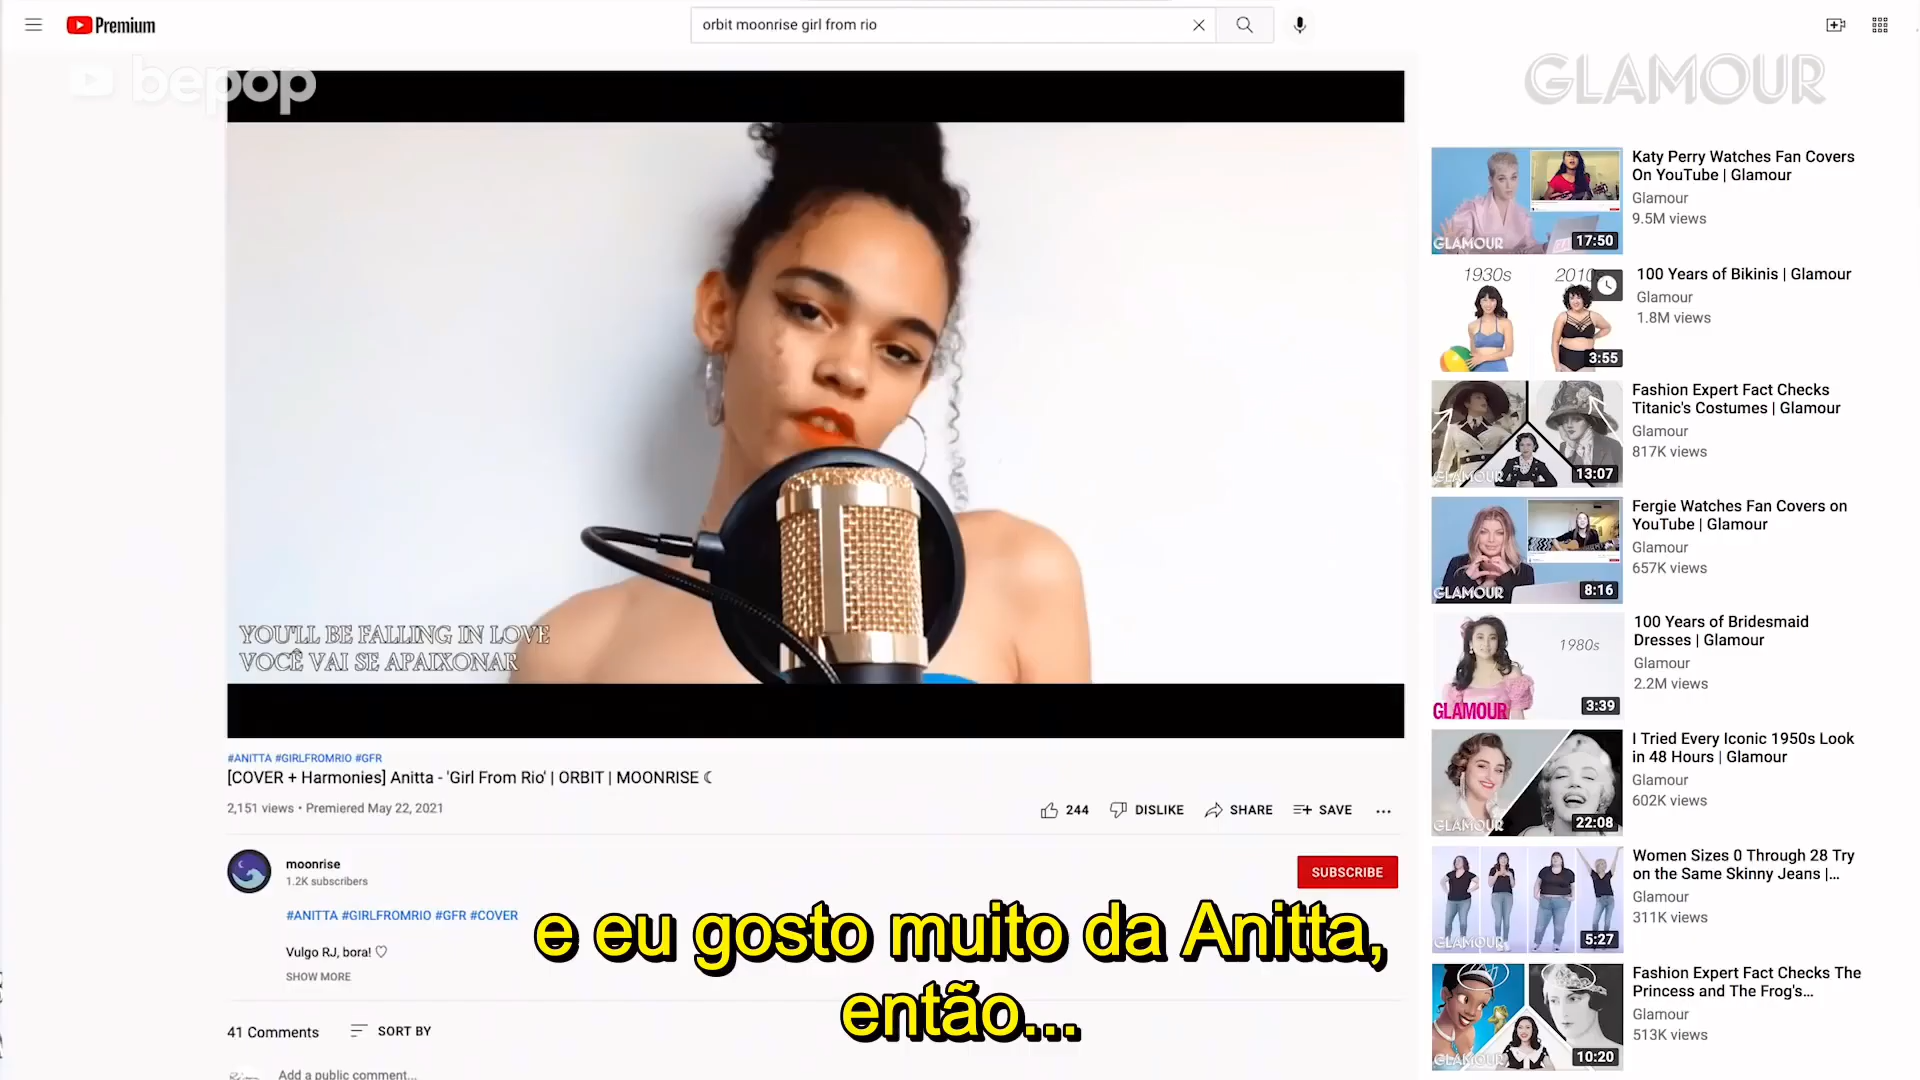 Premium
orbit moonrise girl from rio
bepop
GLAMOUR
YOU'LL BE FALLING IN LOVE
VOCÊ VAI SE APAIXONAR
#ANITTA #GIRLFROMRIO #GFR
[COVER + Harmonies] Anitta - 'Girl From Rio' | ORBIT | MOONRISE ☾
2,151 views • Premiered May 22, 2021
244
DISLIKE
SHARE
SAVE
moonrise
1.2K subscribers
SUBSCRIBE
#ANITTA #GIRLFROMRIO #GFR #COVER
Vulgo RJ, bora! ♡
SHOW MORE
41 Comments
SORT BY
Add a public comment...
e eu gosto muito da Anitta,
então...
GLAMOUR
17:50
Katy Perry Watches Fan Covers
On YouTube | Glamour
Glamour
9.5M views
1930s
2010s
3:55
100 Years of Bikinis | Glamour
Glamour
1.8M views
GLAMOUR
13:07
Fashion Expert Fact Checks
Titanic's Costumes | Glamour
Glamour
817K views
GLAMOUR
8:16
Fergie Watches Fan Covers on
YouTube | Glamour
Glamour
657K views
1980s
GLAMOUR
3:39
100 Years of Bridesmaid
Dresses | Glamour
Glamour
2.2M views
GLAMOUR
22:08
I Tried Every Iconic 1950s Look
in 48 Hours | Glamour
Glamour
602K views
GLAMOUR
5:27
Women Sizes 0 Through 28 Try
on the Same Skinny Jeans |...
Glamour
311K views
GLAMOUR
10:20
Fashion Expert Fact Checks The
Princess and The Frog's...
Glamour
513K views